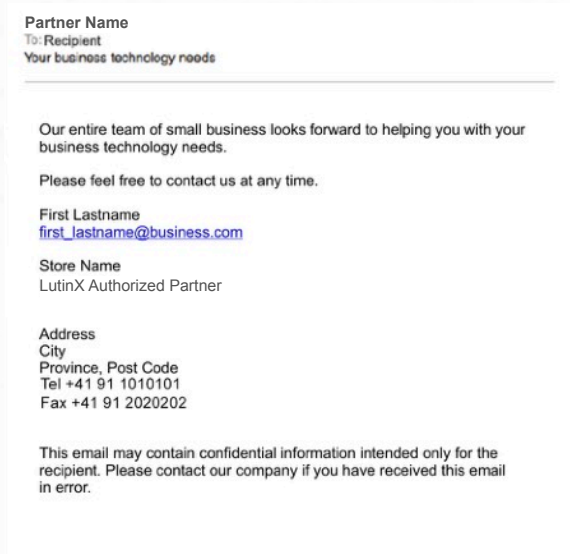 Partner Name
To: Recipient
Your business technology needs
Our entire team of small business looks forward to helping you with your
business technology needs.
Please feel free to contact us at any time.
First Lastname
first_lastname@business.com
Store Name
LutinX Authorized Partner
Address
City
Province, Post Code
Tel +41 91 1010101
Fax +41 91 2020202
This email may contain confidential information intended only for the
recipient. Please contact our company if you have received this email
in error.